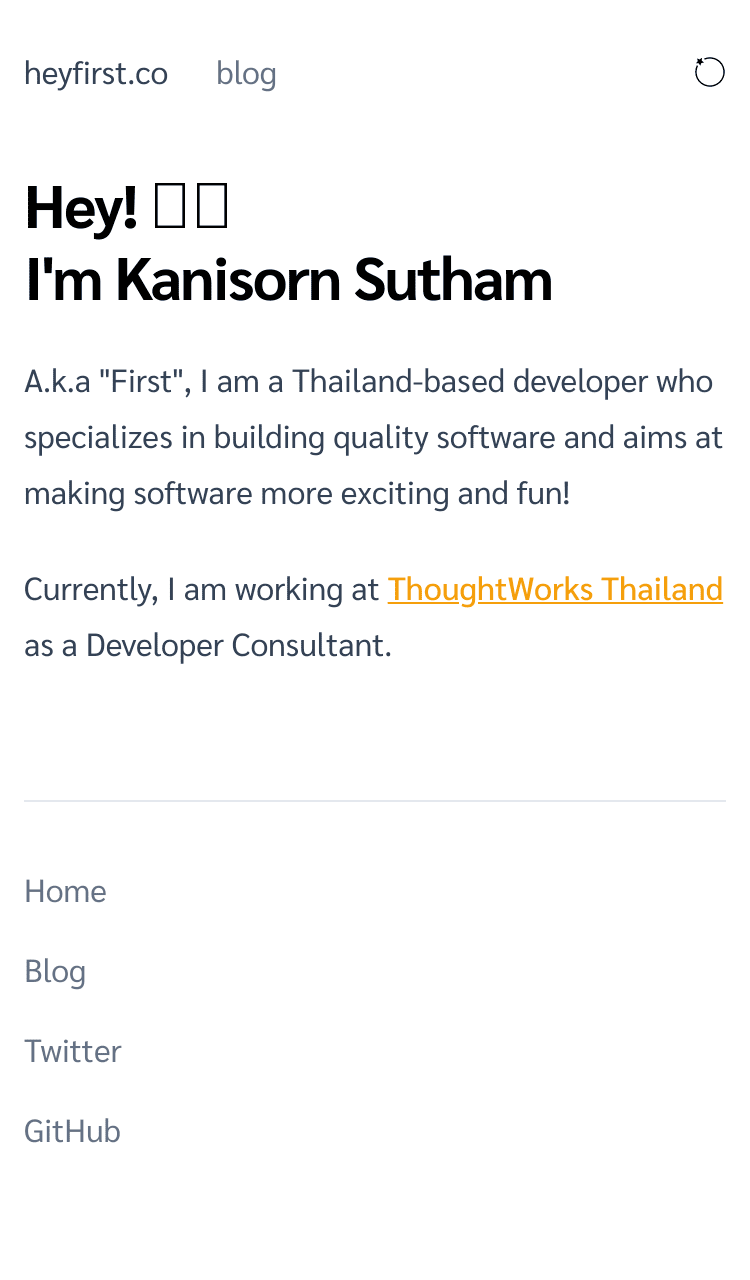 heyfirst.co blog
Hey!
I'm Kanisorn Sutham
A.k.a "First", I am a Thailand-based developer who
specializes in building quality software and aims at
making software more exciting and fun!
Currently, I am working at ThoughtWorks Thailand
as a Developer Consultant.
Home
Blog
Twitter
GitHub